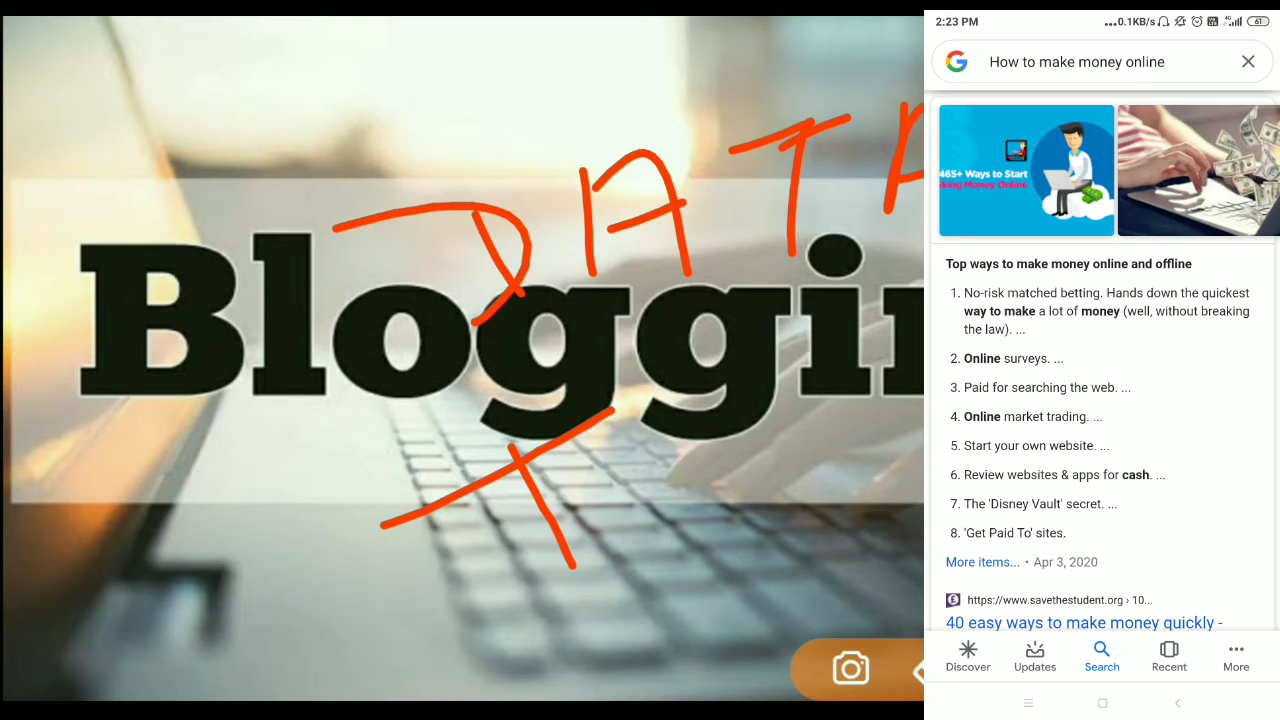 DATA
Bloggin
2:23 PM
...0.1KB/s
4G
61
How to make money online
465+ Ways to Start
king Money Online
Top ways to make money online and offline
1. No-risk matched betting. Hands down the quickest
way to make a lot of money (well, without breaking
the law). ...
2. Online surveys. ...
3. Paid for searching the web. ...
4. Online market trading. ...
5. Start your own website. ...
6. Review websites & apps for cash. ...
7. The 'Disney Vault' secret. ...
8. 'Get Paid To' sites.
More items... • Apr 3, 2020
https://www.savethestudent.org › 10...
40 easy ways to make money quickly -
Discover
Updates
Search
Recent
More